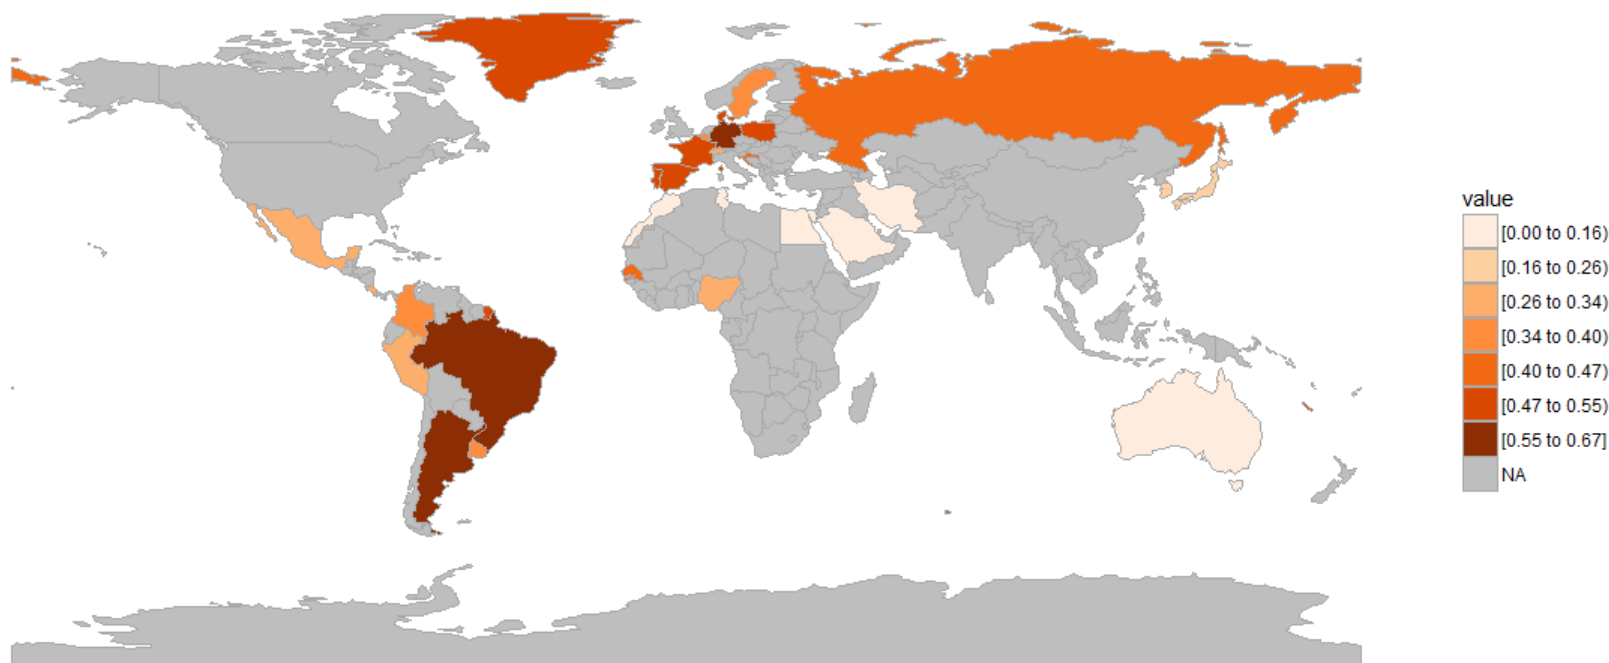 value
[0.00 to 0.16)
[0.16 to 0.26)
[0.26 to 0.34)
[0.34 to 0.40)
[0.40 to 0.47)
[0.47 to 0.55)
[0.55 to 0.67]
NA